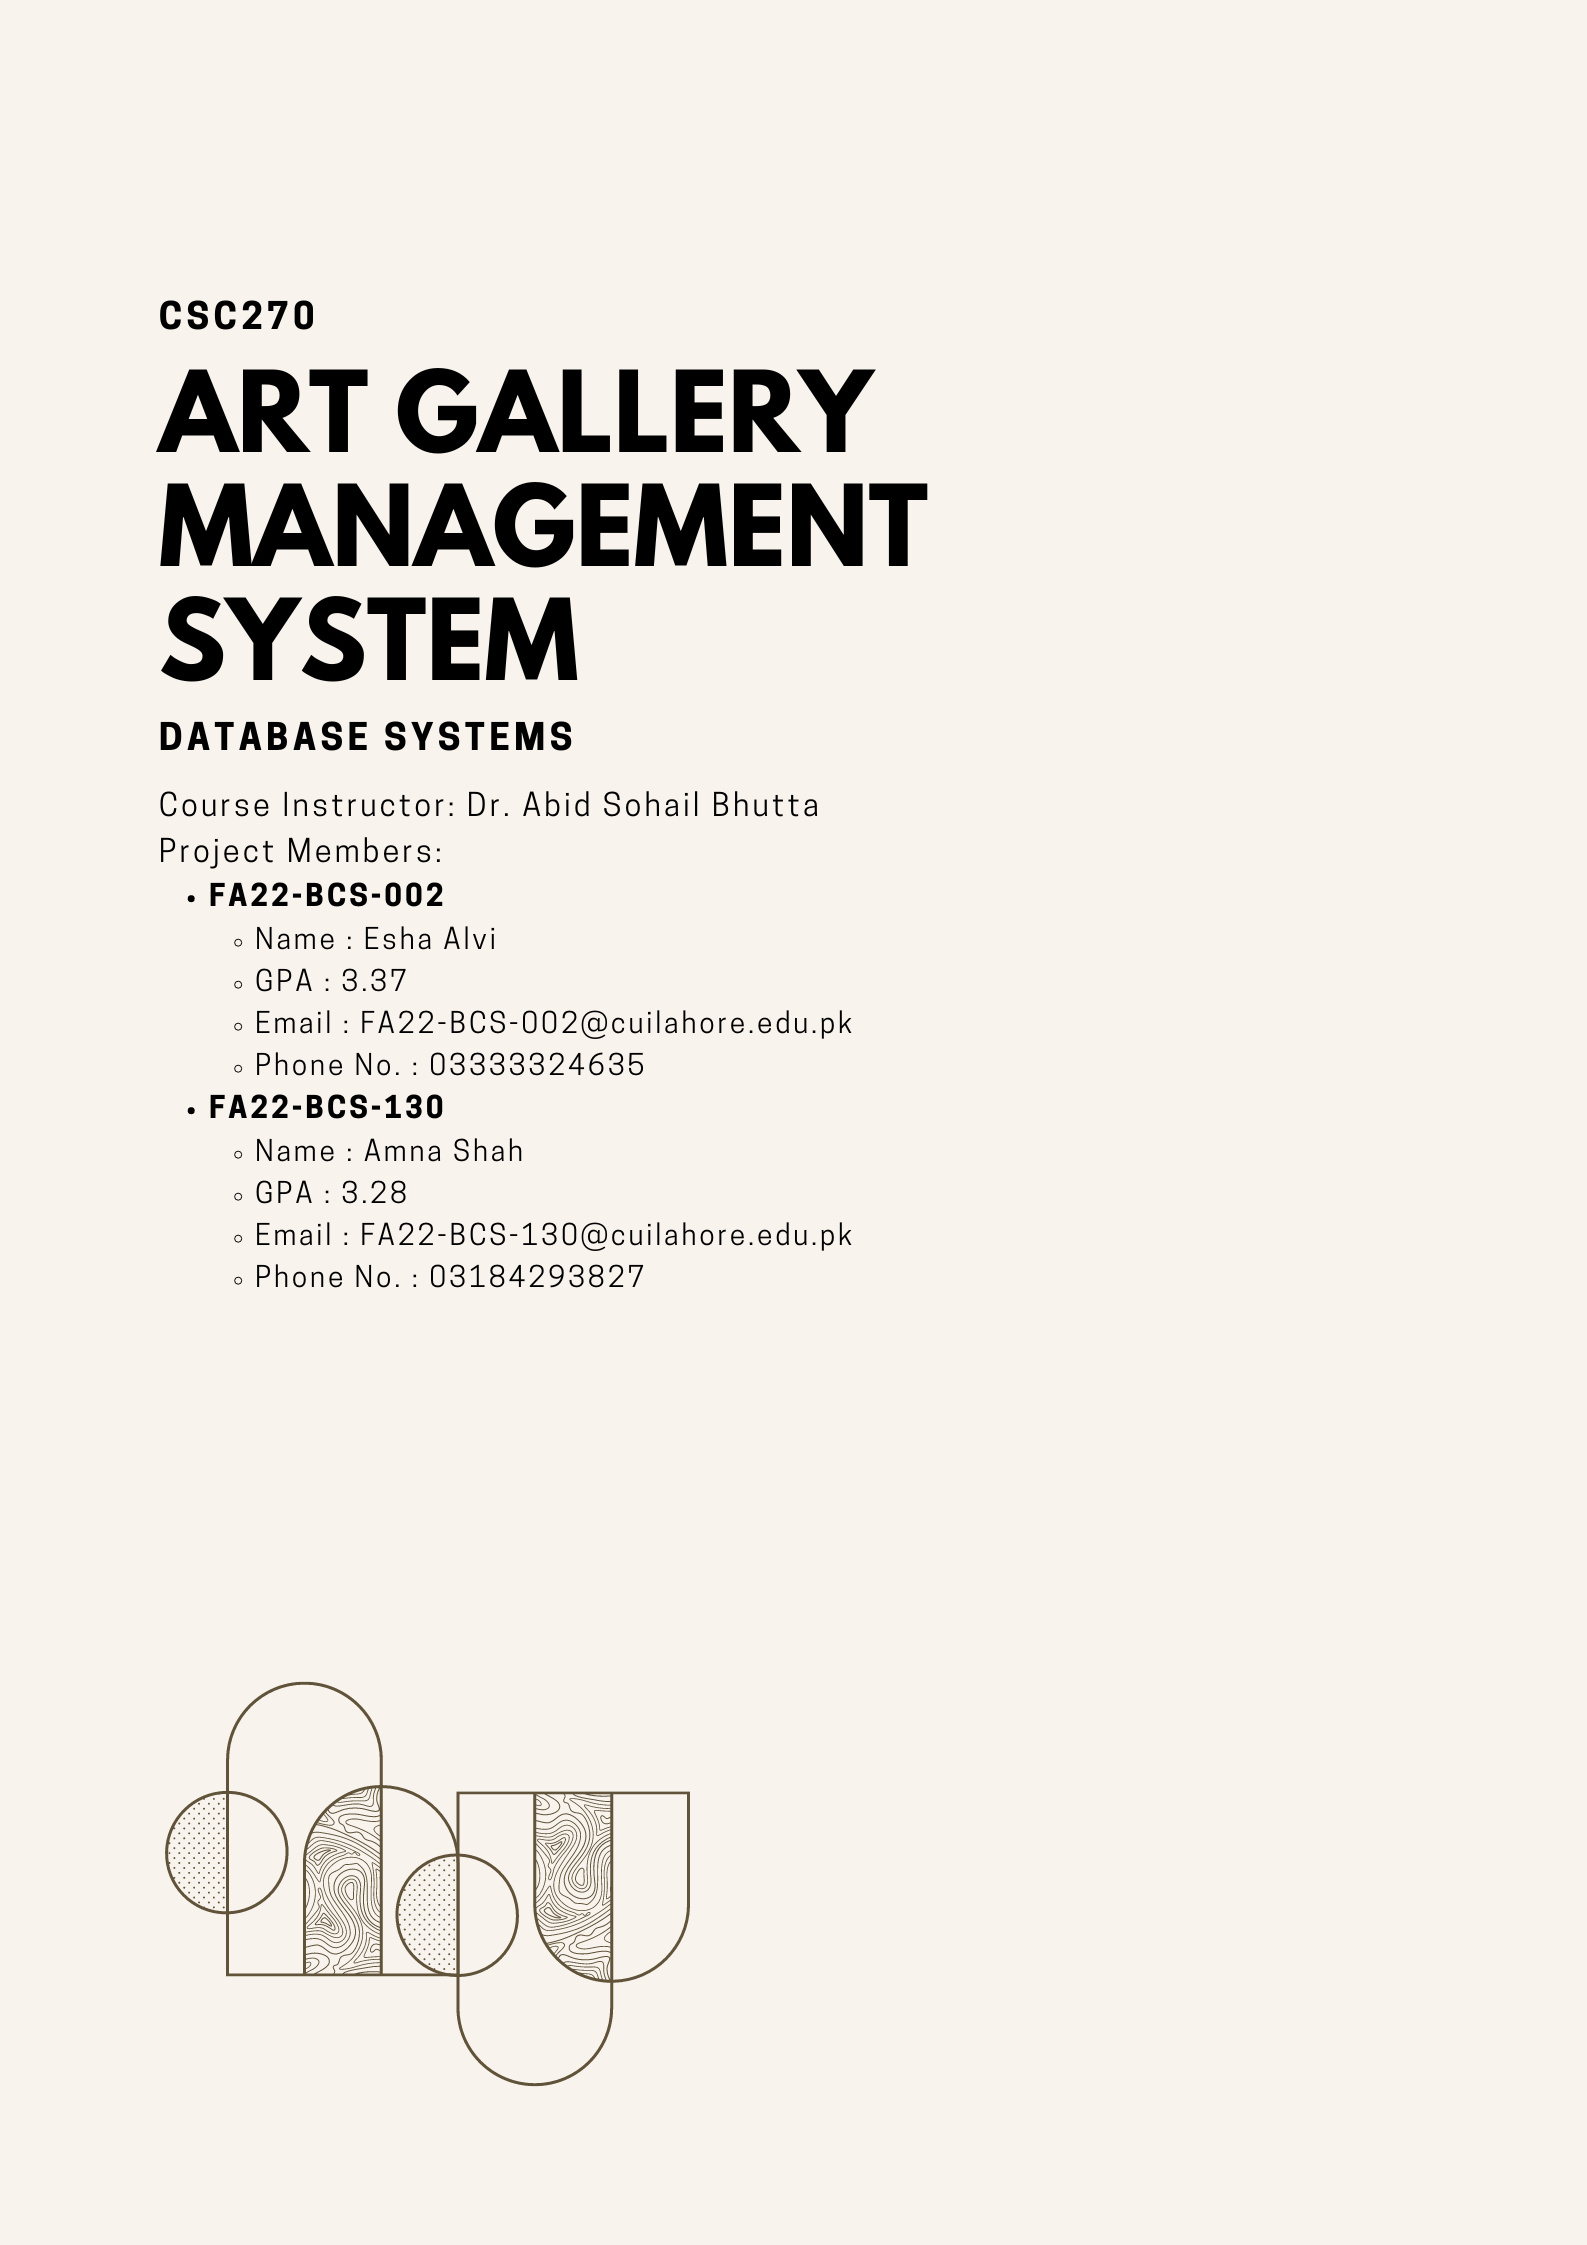 CSC270
ART GALLERY
MANAGEMENT
SYSTEM
DATABASE SYSTEMS
Course Instructor: Dr. Abid Sohail Bhutta
Project Members:
• FA22-BCS-002
◦ Name : Esha Alvi
◦ GPA : 3.37
◦ Email : FA22-BCS-002@cuilahore.edu.pk
◦ Phone No. : 03333324635
• FA22-BCS-130
◦ Name : Amna Shah
◦ GPA : 3.28
◦ Email : FA22-BCS-130@cuilahore.edu.pk
◦ Phone No. : 03184293827